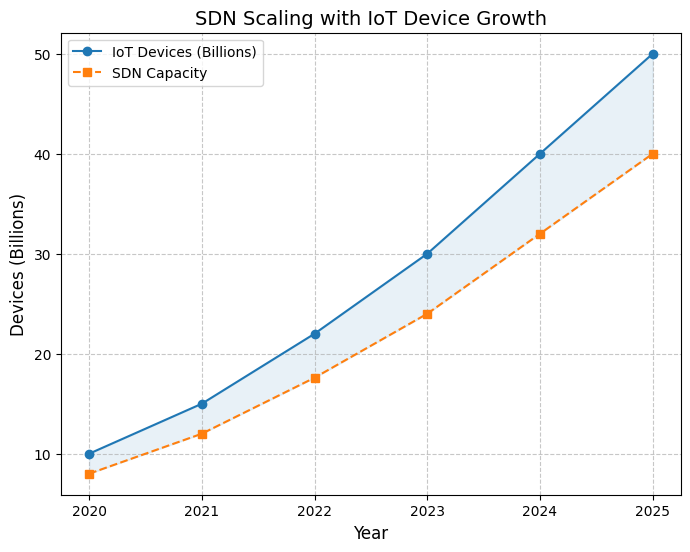 SDN Scaling with IoT Device Growth
IoT Devices (Billions)
SDN Capacity
Devices (Billions)
50
40
30
20
10
2020 2021 2022 2023 2024 2025
Year